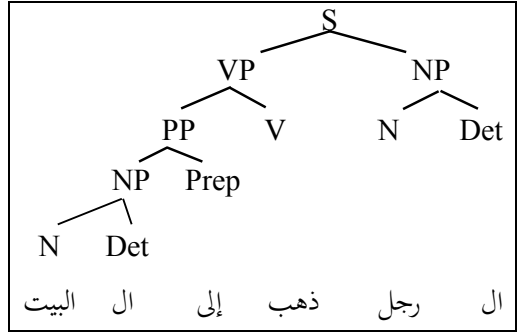 S
VP NP
PP V N Det
NP Prep
N Det
ال رجل ذهب إلى ال البيت